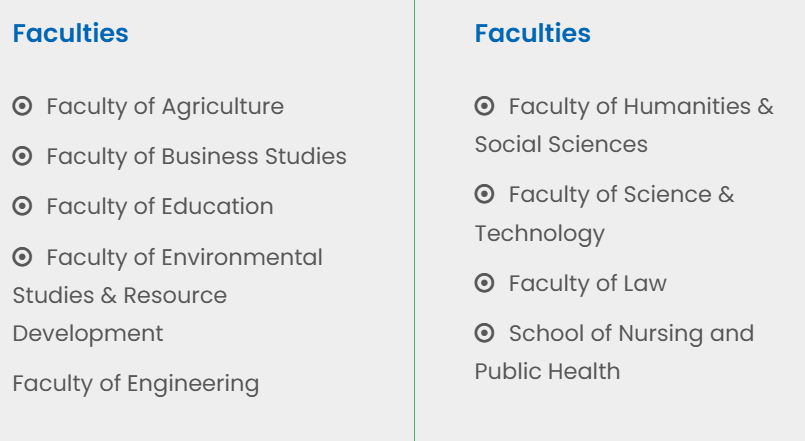 Faculties
Faculty of Agriculture
Faculty of Business Studies
Faculty of Education
Faculty of Environmental
Studies & Resource
Development
Faculty of Engineering
Faculties
Faculty of Humanities &
Social Sciences
Faculty of Science &
Technology
Faculty of Law
School of Nursing and
Public Health